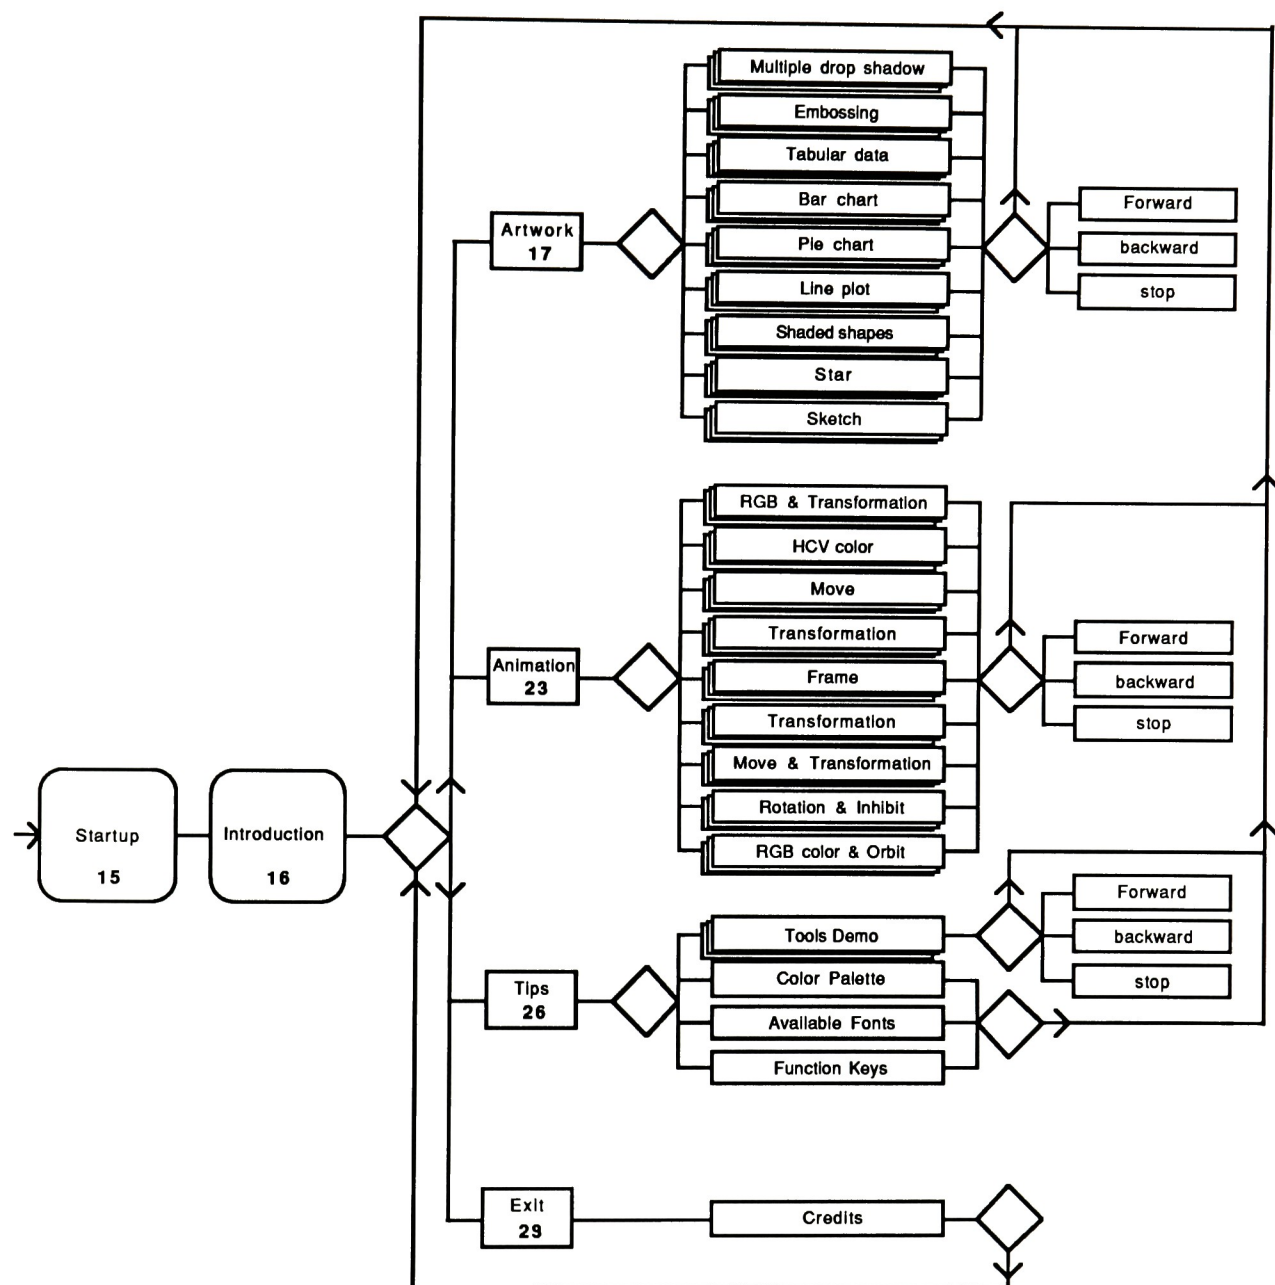 Multiple drop shadow
Embossing
Tabular data
Bar chart
Artwork
17
Pie chart
Line plot
Shaded shapes
Star
Sketch
Forward
backward
stop
RGB & Transformation
HCV color
Move
Transformation
Animation
23
Frame
Transformation
Move & Transformation
Rotation & Inhibit
RGB color & Orbit
Forward
backward
stop
Startup
15
Introduction
16
Tips
26
Tools Demo
Color Palette
Available Fonts
Function Keys
Forward
backward
stop
Exit
29
Credits